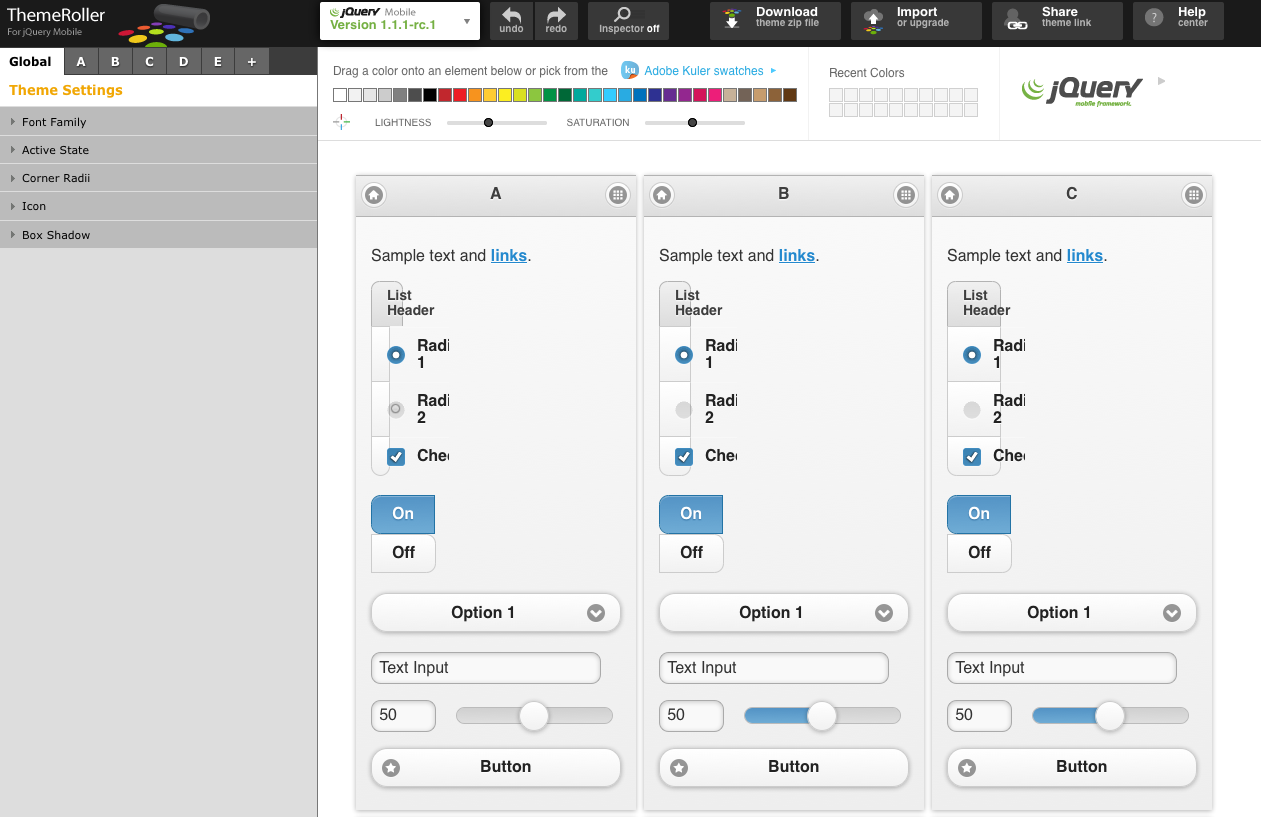 ThemeRoller
For jQuery Mobile
jQuery Mobile
Version 1.1.1-rc.1
undo
redo
Inspector off
Download
theme zip file
Import
or upgrade
Share
theme link
Help
center
Global A B C D E +
Theme Settings
Font Family
Active State
Corner Radii
Icon
Box Shadow
Drag a color onto an element below or pick from the ku Adobe Kuler swatches
LIGHTNESS
SATURATION
Recent Colors
jQuery
mobile framework.
A
Sample text and links.
List
Header
Radi
1
Radi
2
Che
On
Off
Option 1
Text Input
50
Button
B
Sample text and links.
List
Header
Radi
1
Radi
2
Che
On
Off
Option 1
Text Input
50
Button
C
Sample text and links.
List
Header
Radi
1
Radi
2
Che
On
Off
Option 1
Text Input
50
Button